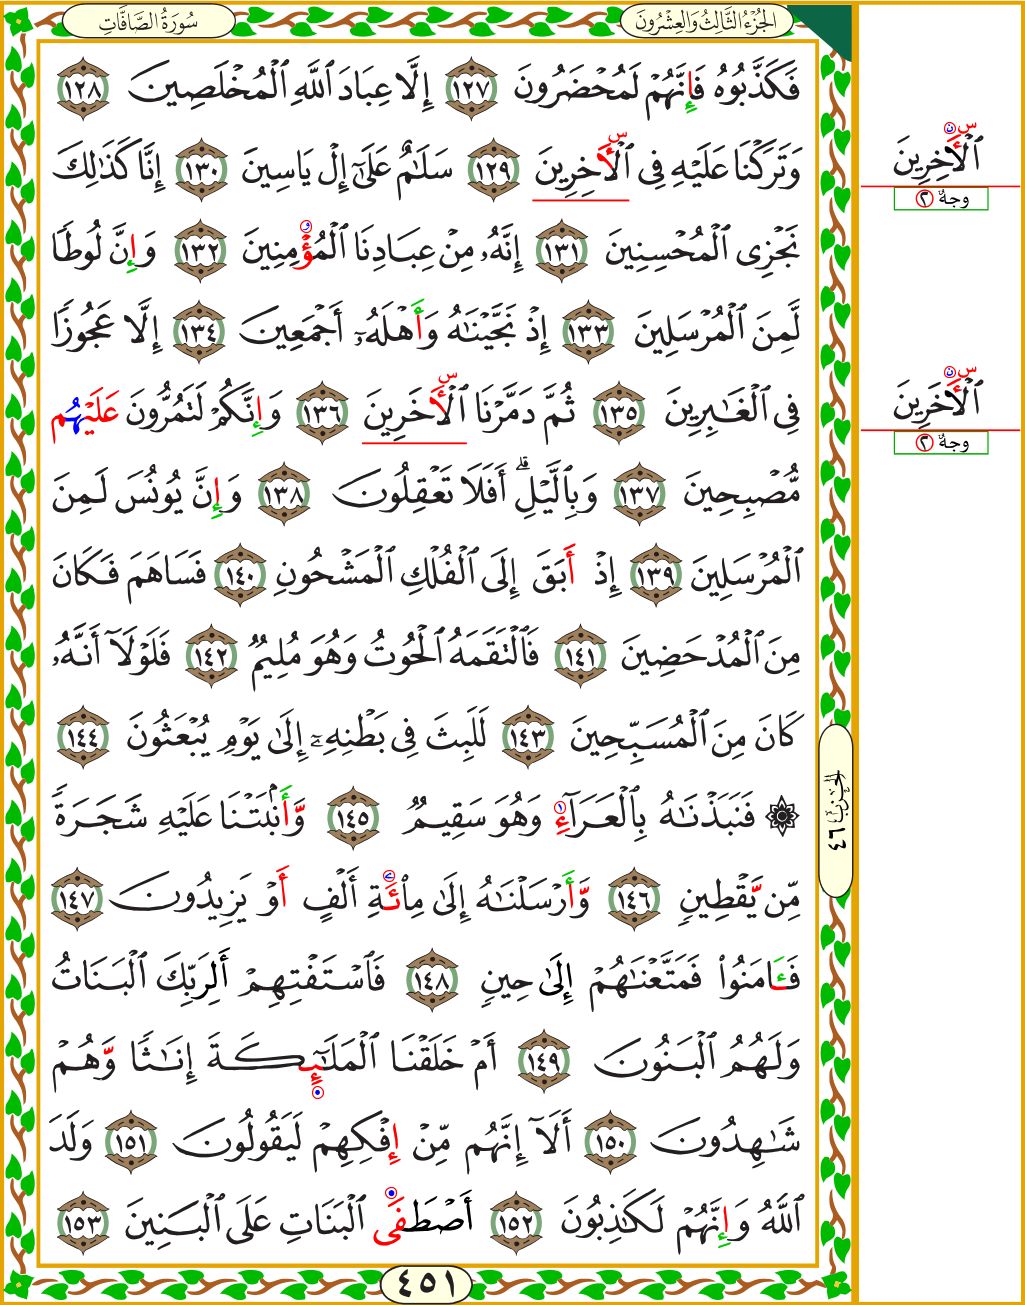 سُورَةُ الصَّافَّاتِ
الجُزْءُ الثَّالِثُ وَالعِشْرُونَ
فَكَذَّبُوهُ فَإِنَّهُمْ لَمُحْضَرُونَ ١٢٧ إِلَّا عِبَادَ ٱللَّهِ ٱلْمُخْلَصِينَ ١٢٨
وَتَرَكْنَا عَلَيْهِ فِى ٱلْأَخِرِينَ ١٢٩ سَلَٰمٌ عَلَىٰٓ إِلْ يَاسِينَ ١٣٠ إِنَّا كَذَٰلِكَ
نَجْزِى ٱلْمُحْسِنِينَ ١٣١ إِنَّهُۥ مِنْ عِبَادِنَا ٱلْمُؤْمِنِينَ ١٣٢ وَإِنَّ لُوطًا
لَّمِنَ ٱلْمُرْسَلِينَ ١٣٣ إِذْ نَجَّيْنَٰهُ وَأَهْلَهُۥٓ أَجْمَعِينَ ١٣٤ إِلَّا عَجُوزًا
فِى ٱلْغَٰبِرِينَ ١٣٥ ثُمَّ دَمَّرْنَا ٱلْأَخَرِينَ ١٣٦ وَإِنَّكُمْ لَتَمُرُّونَ عَلَيْهُم
مُّصْبِحِينَ ١٣٧ وَبِٱلَّيْلِ ۗ أَفَلَا تَعْقِلُونَ ١٣٨ وَإِنَّ يُونُسَ لَمِنَ
ٱلْمُرْسَلِينَ ١٣٩ إِذْ أَبَقَ إِلَى ٱلْفُلْكِ ٱلْمَشْحُونِ ١٤٠ فَسَاهَمَ فَكَانَ
مِنَ ٱلْمُدْحَضِينَ ١٤١ فَٱلْتَقَمَهُ ٱلْحُوتُ وَهُوَ مُلِيمٌ ١٤٢ فَلَوْلَآ أَنَّهُۥ
كَانَ مِنَ ٱلْمُسَبِّحِينَ ١٤٣ لَلَبِثَ فِى بَطْنِهِۦٓ إِلَىٰ يَوْمِ يُبْعَثُونَ ١٤٤
۞ فَنَبَذْنَٰهُ بِٱلْعَرَآءِ وَهُوَ سَقِيمٌ ١٤٥ وَّأَنۢبَتْنَا عَلَيْهِ شَجَرَةً
مِّن يَّقْطِينٍ ١٤٦ وَّأَرْسَلْنَٰهُ إِلَىٰ مِا۟ئَةِ أَلْفٍ أَوْ يَزِيدُونَ ١٤٧
فَـَٔامَنُوا۟ فَمَتَّعْنَٰهُمْ إِلَىٰ حِينٍ ١٤٨ فَٱسْتَفْتِهِمْ أَلِرَبِّكَ ٱلْبَنَاتُ
وَلَهُمُ ٱلْبَنُونَ ١٤٩ أَمْ خَلَقْنَا ٱلْمَلَٰٓئِكَةَ إِنَٰثًا وَّهُمْ
شَٰهِدُونَ ١٥٠ أَلَآ إِنَّهُم مِّنْ إِفْكِهِمْ لَيَقُولُونَ ١٥١ وَلَدَ
ٱللَّهُ وَإِنَّهُمْ لَكَٰذِبُونَ ١٥٢ أَصْطَفَى ٱلْبَنَاتِ عَلَى ٱلْبَنِينَ ١٥٣
س ن
ٱلْأَخِرِينَ
وجهٌ ٢
س ن
ٱلْأَخَرِينَ
وجهٌ ٢
الحزب ٤٦
٤٥١